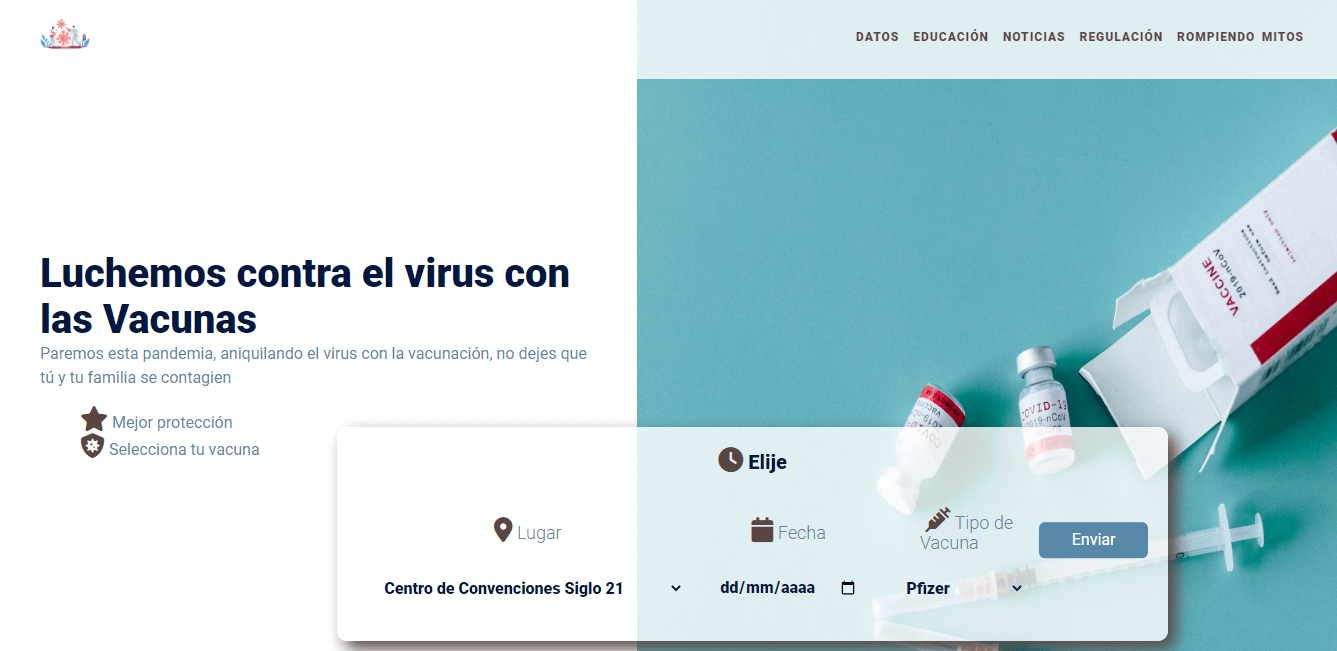 DATOS EDUCACIÓN NOTICIAS REGULACIÓN ROMPIENDO MITOS
Luchemos contra el virus con
las Vacunas
Paremos esta pandemia, aniquilando el virus con la vacunación, no dejes que
tú y tu familia se contagien
Mejor protección
Selecciona tu vacuna
VACCINE
2019-nCoV
COVID-19
2019-nCoV
Elije
Lugar
Fecha
Tipo de
Vacuna
Enviar
Centro de Convenciones Siglo 21
dd/mm/aaaa
Pfizer